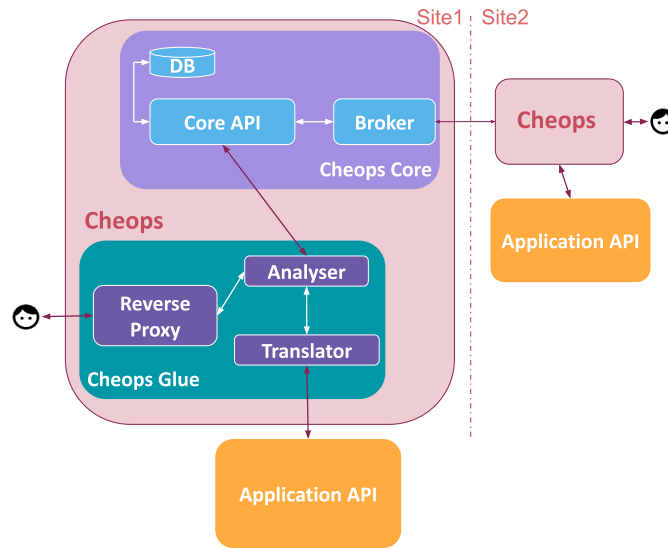 Site1 Site2
DB
Core API
Broker
Cheops Core
Cheops
Application API
Cheops
Analyser
Reverse
Proxy
Translator
Cheops Glue
Application API